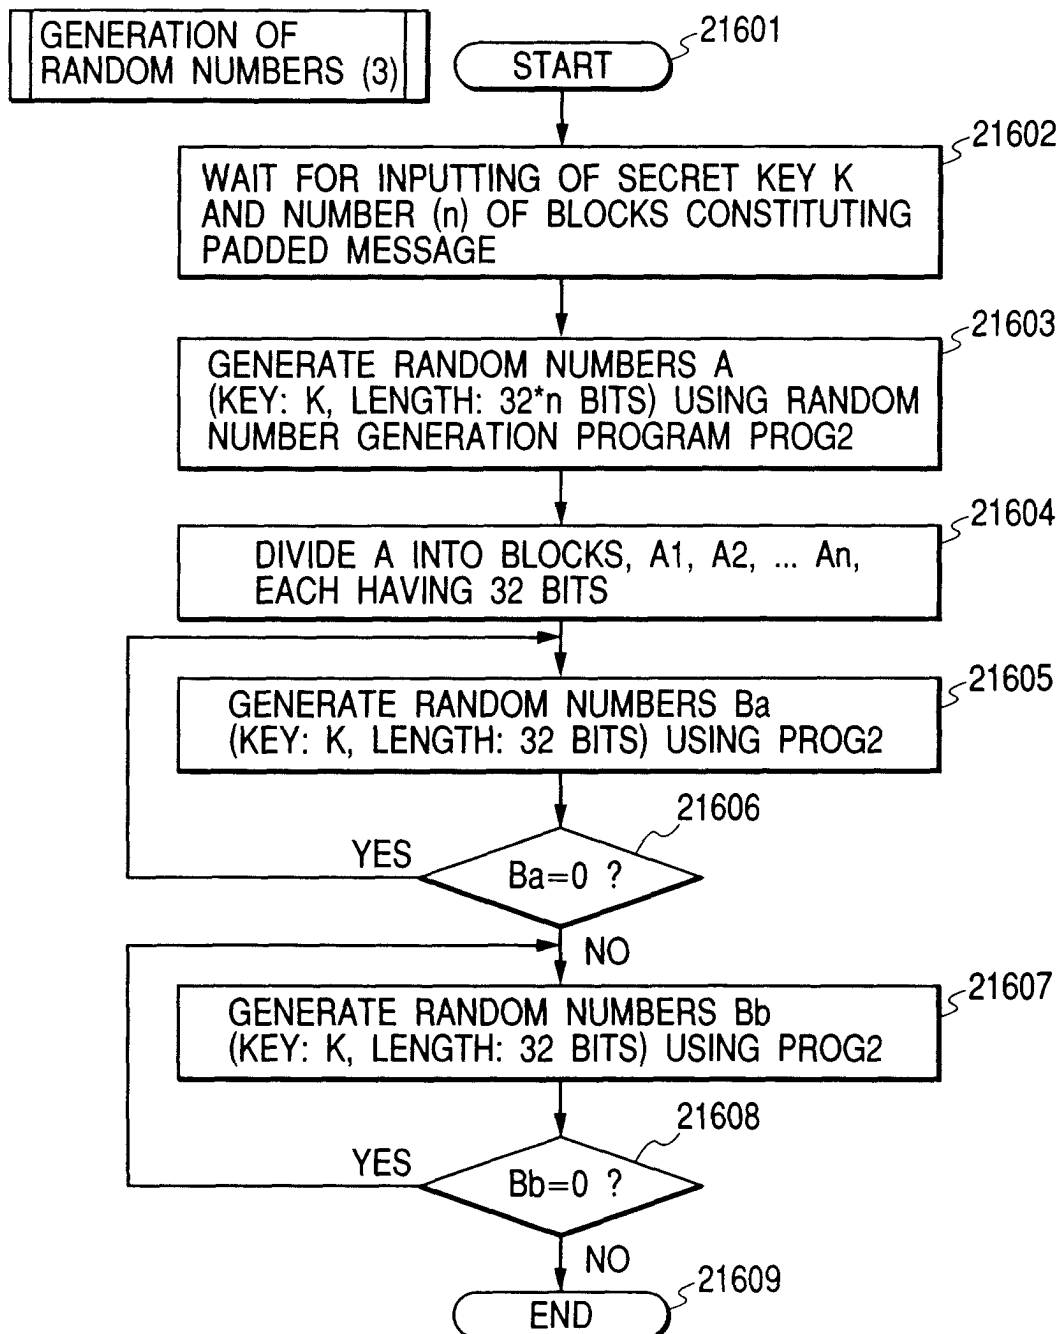 GENERATION OF
RANDOM NUMBERS (3)
START
21601
21602
WAIT FOR INPUTTING OF SECRET KEY K
AND NUMBER (n) OF BLOCKS CONSTITUTING
PADDED MESSAGE
21603
GENERATE RANDOM NUMBERS A
(KEY: K, LENGTH: 32*n BITS) USING RANDOM
NUMBER GENERATION PROGRAM PROG2
21604
DIVIDE A INTO BLOCKS, A1, A2, ... An,
EACH HAVING 32 BITS
21605
GENERATE RANDOM NUMBERS Ba
(KEY: K, LENGTH: 32 BITS) USING PROG2
21606
YES
Ba=0 ?
NO
21607
GENERATE RANDOM NUMBERS Bb
(KEY: K, LENGTH: 32 BITS) USING PROG2
21608
YES
Bb=0 ?
NO
21609
END